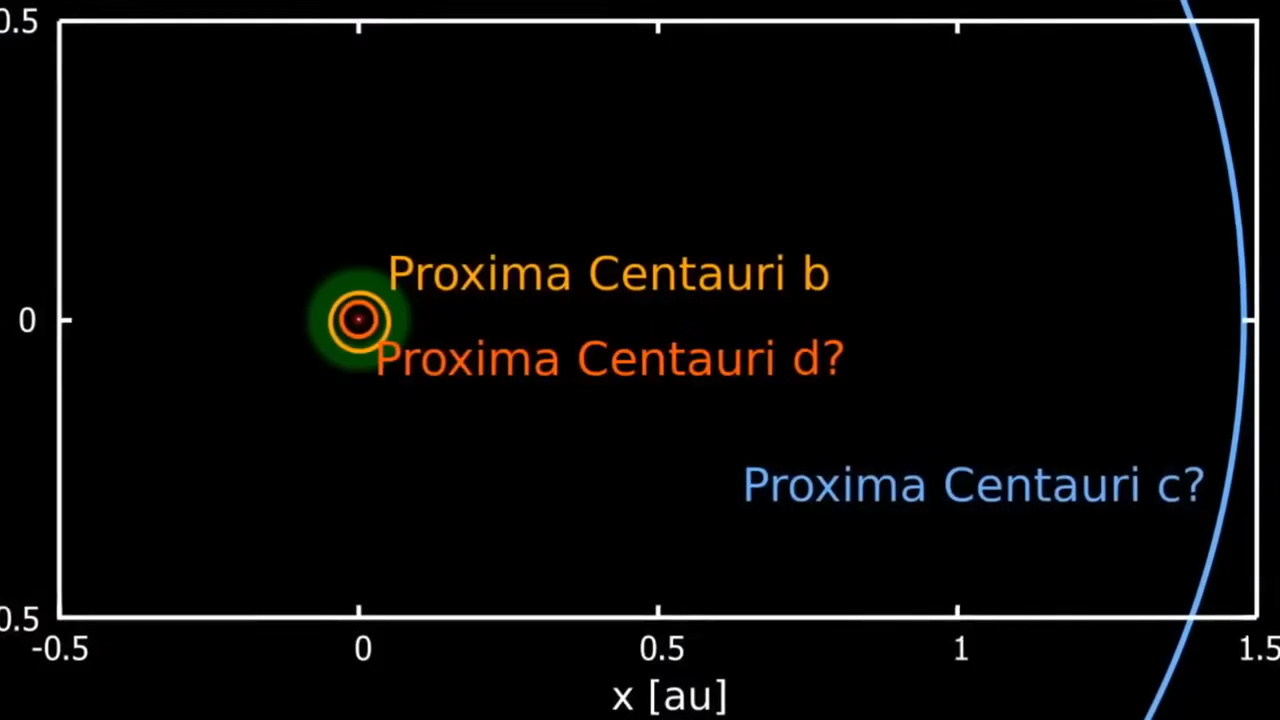 0.5
Proxima Centauri b
0
Proxima Centauri d?
Proxima Centauri c?
0.5
-0.5 0 0.5 1 1.5
x [au]